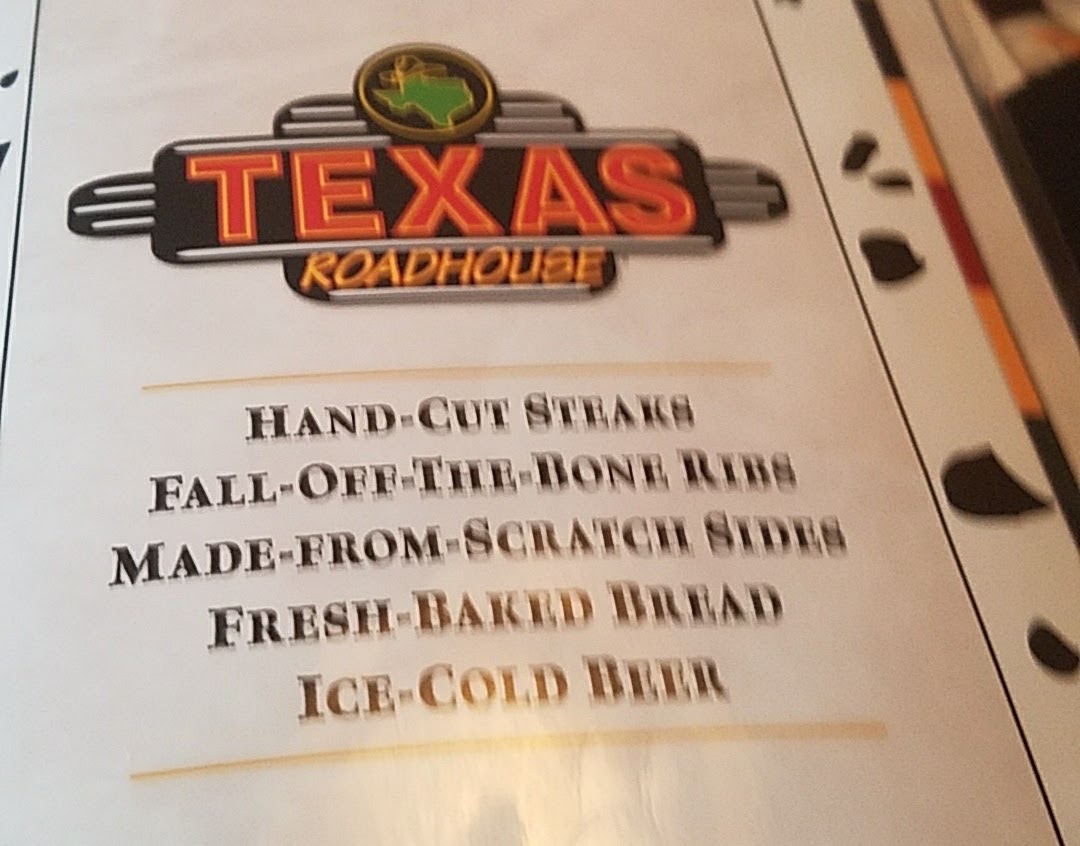 TEXAS
ROADHOUSE
HAND-CUT STEAKS
FALL-OFF-THE-BONE RIBS
MADE-FROM-SCRATCH SIDES
FRESH-BAKED BREAD
ICE-COLD BEER